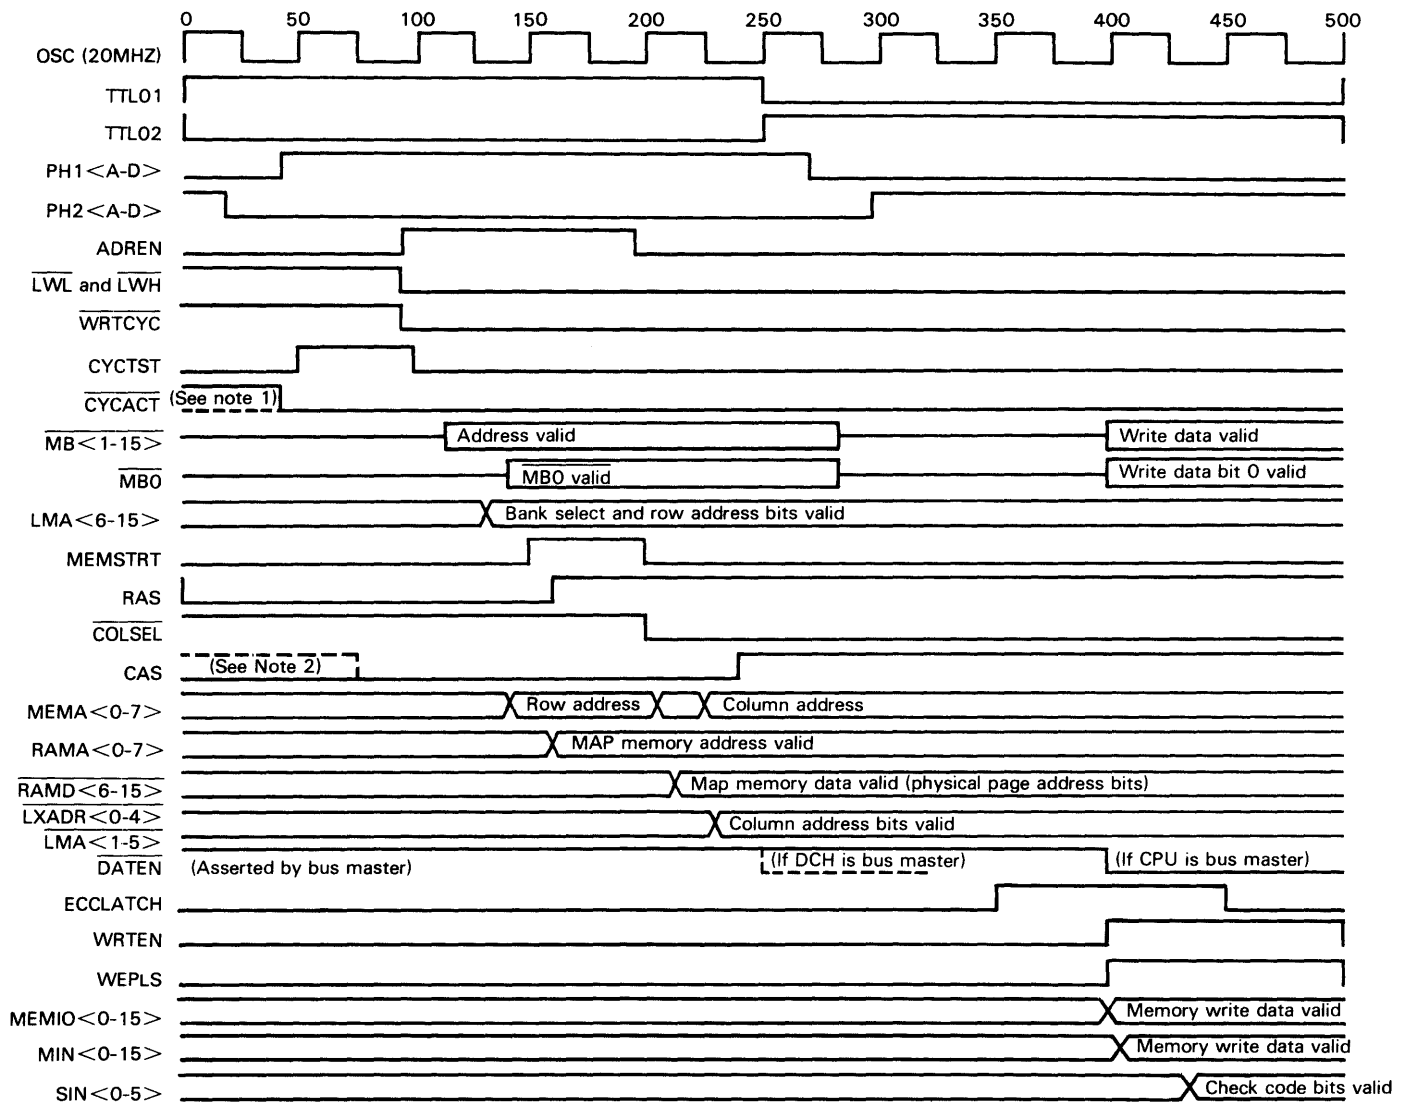 0 50 100 150 200 250 300 350 400 450 500
OSC (20MHZ)
TTL01
TTL02
PH1<A-D>
PH2<A-D>
ADREN
LWL and LWH
WRTCYC
CYCTST
CYCACT (See note 1)
MB<1-15> Address valid Write data valid
MB0 MB0 valid Write data bit 0 valid
LMA<6-15> Bank select and row address bits valid
MEMSTRT
RAS
COLSEL
CAS (See Note 2)
MEMA<0-7> Row address Column address
RAMA<0-7> MAP memory address valid
RAMD<6-15> Map memory data valid (physical page address bits)
LXADR<0-4>
LMA<1-5> Column address bits valid
DATEN (Asserted by bus master) (If DCH is bus master) (If CPU is bus master)
ECCLATCH
WRTEN
WEPLS
MEMIO<0-15> Memory write data valid
MIN<0-15> Memory write data valid
SIN<0-5> Check code bits valid